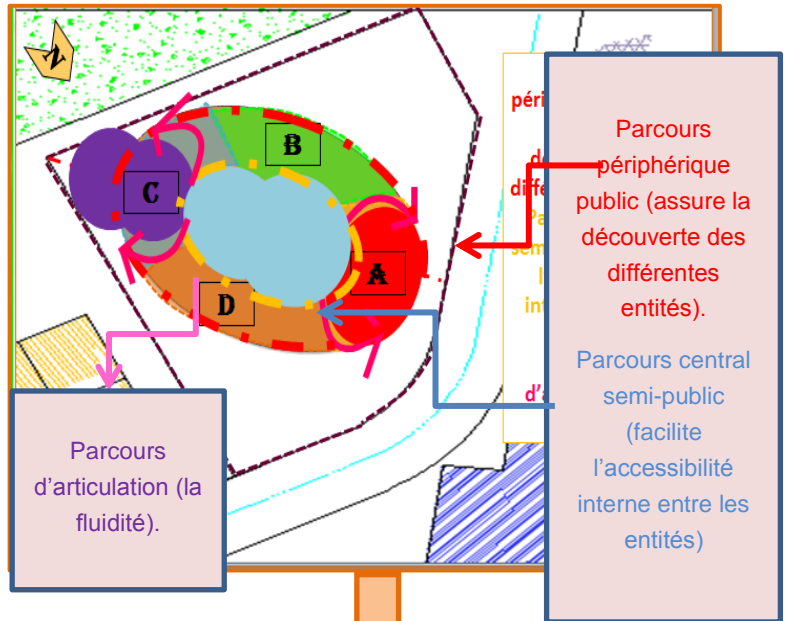 N
B
C
A
D
péri
d
diffé
Pa
sem
l
int
d'a
Parcours
périphérique
public (assure la
découverte des
différentes
entités).
Parcours central
semi-public
(facilite
l'accessibilité
interne entre les
entités)
Parcours
d'articulation (la
fluidité).